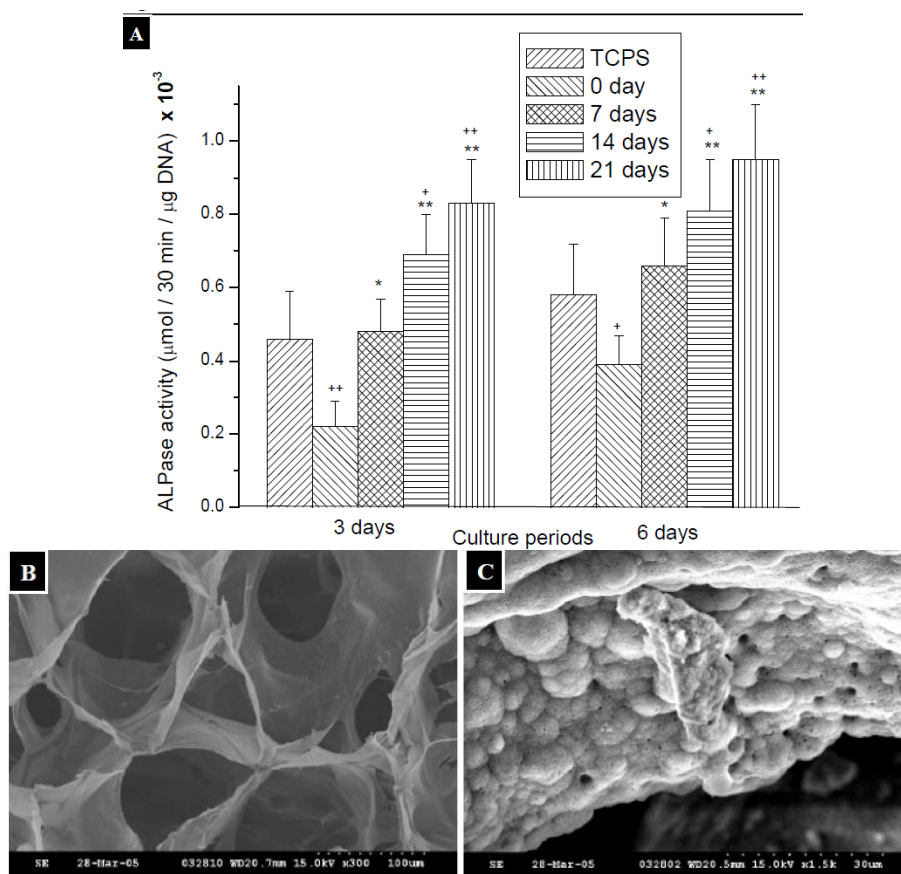 A
ALPase activity (μmol / 30 min / μg DNA) x 10⁻³
TCPS
0 day
7 days
14 days
21 days
1.0
0.8
0.6
0.4
0.2
0.0
++
*
+
**
++
**
+
*
+
**
++
**
3 days
Culture periods
6 days
B
SE 28-Mar-05 032810 WD20.7mm 15.0kV x300 100um
C
SE 28-Mar-05 032802 WD20.5mm 15.0kV x1.5k 30um